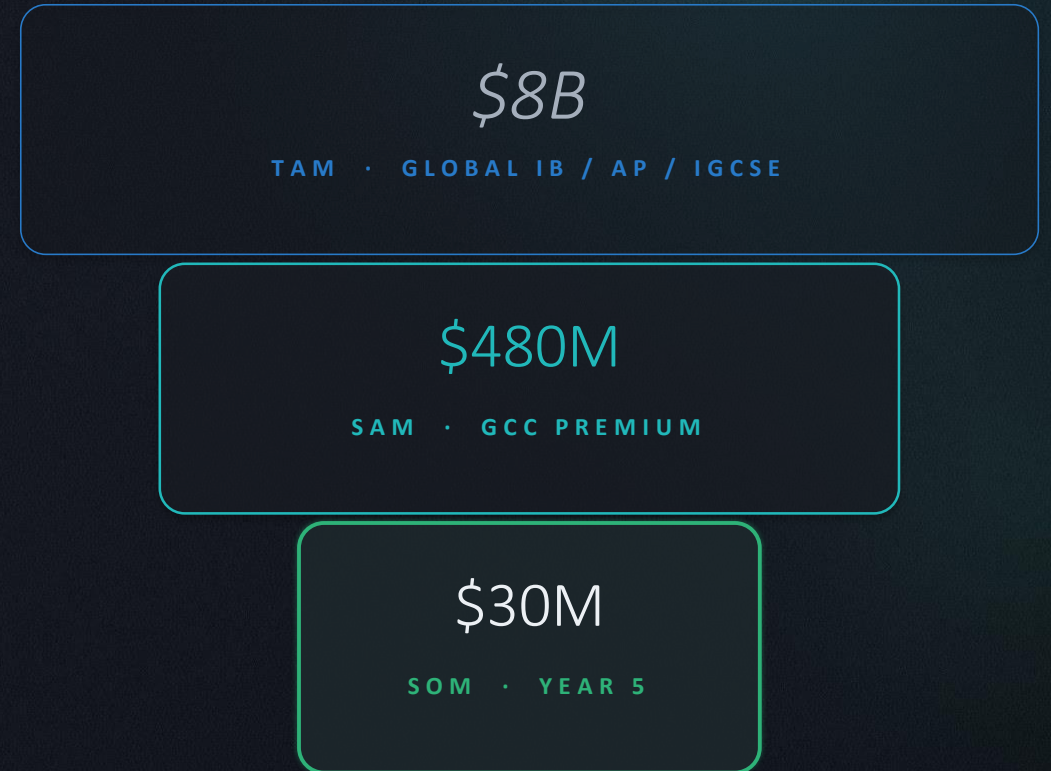 $8B
TAM · GLOBAL IB / AP / IGCSE
$480M
SAM · GCC PREMIUM
$30M
SOM · YEAR 5